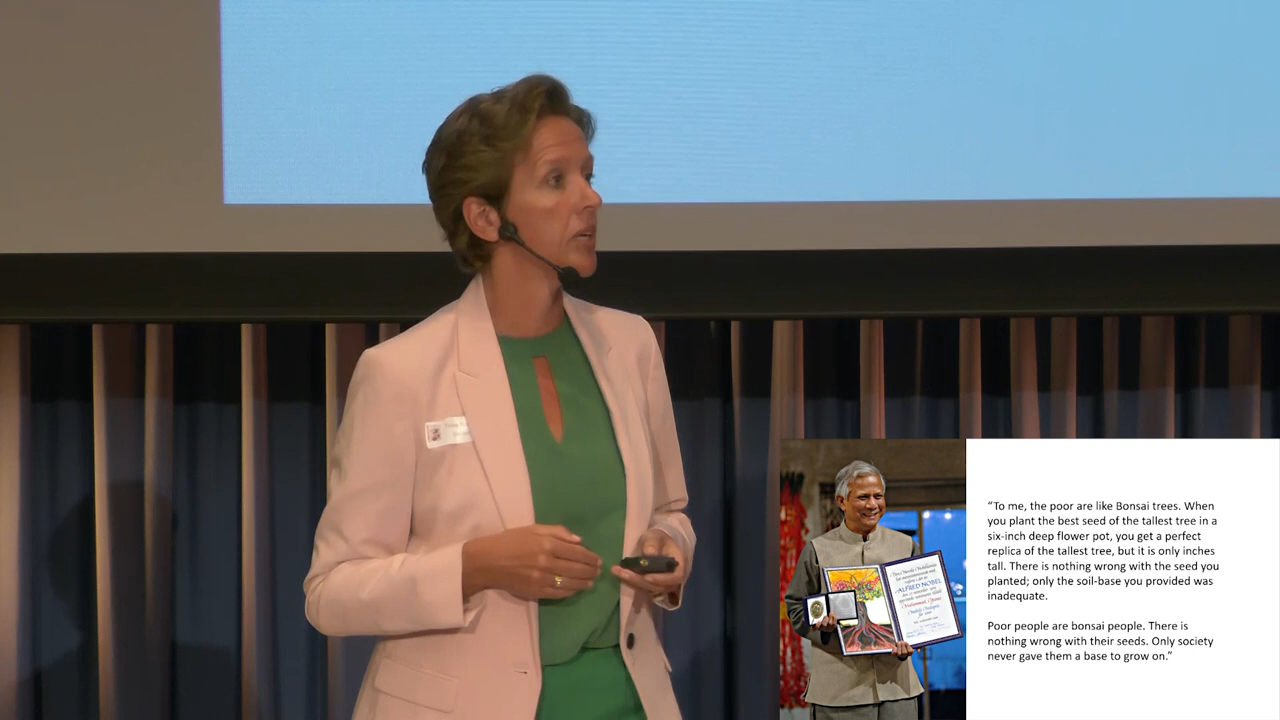 “To me, the poor are like Bonsai trees. When
you plant the best seed of the tallest tree in a
six-inch deep flower pot, you get a perfect
replica of the tallest tree, but it is only inches
tall. There is nothing wrong with the seed you
planted; only the soil-base you provided was
inadequate.
Poor people are bonsai people. There is
nothing wrong with their seeds. Only society
never gave them a base to grow on.”
ALFRED NOBEL